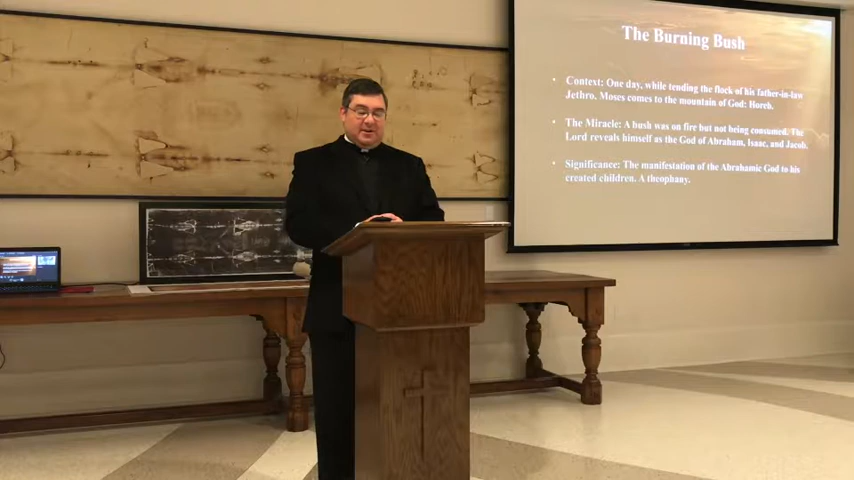 The Burning Bush
• Context: One day, while tending the flock of his father-in-law
Jethro. Moses comes to the mountain of God: Horeb.
• The Miracle: A bush was on fire but not being consumed. The
Lord reveals himself as the God of Abraham, Isaac, and Jacob.
• Significance: The manifestation of the Abrahamic God to his
created children. A theophany.